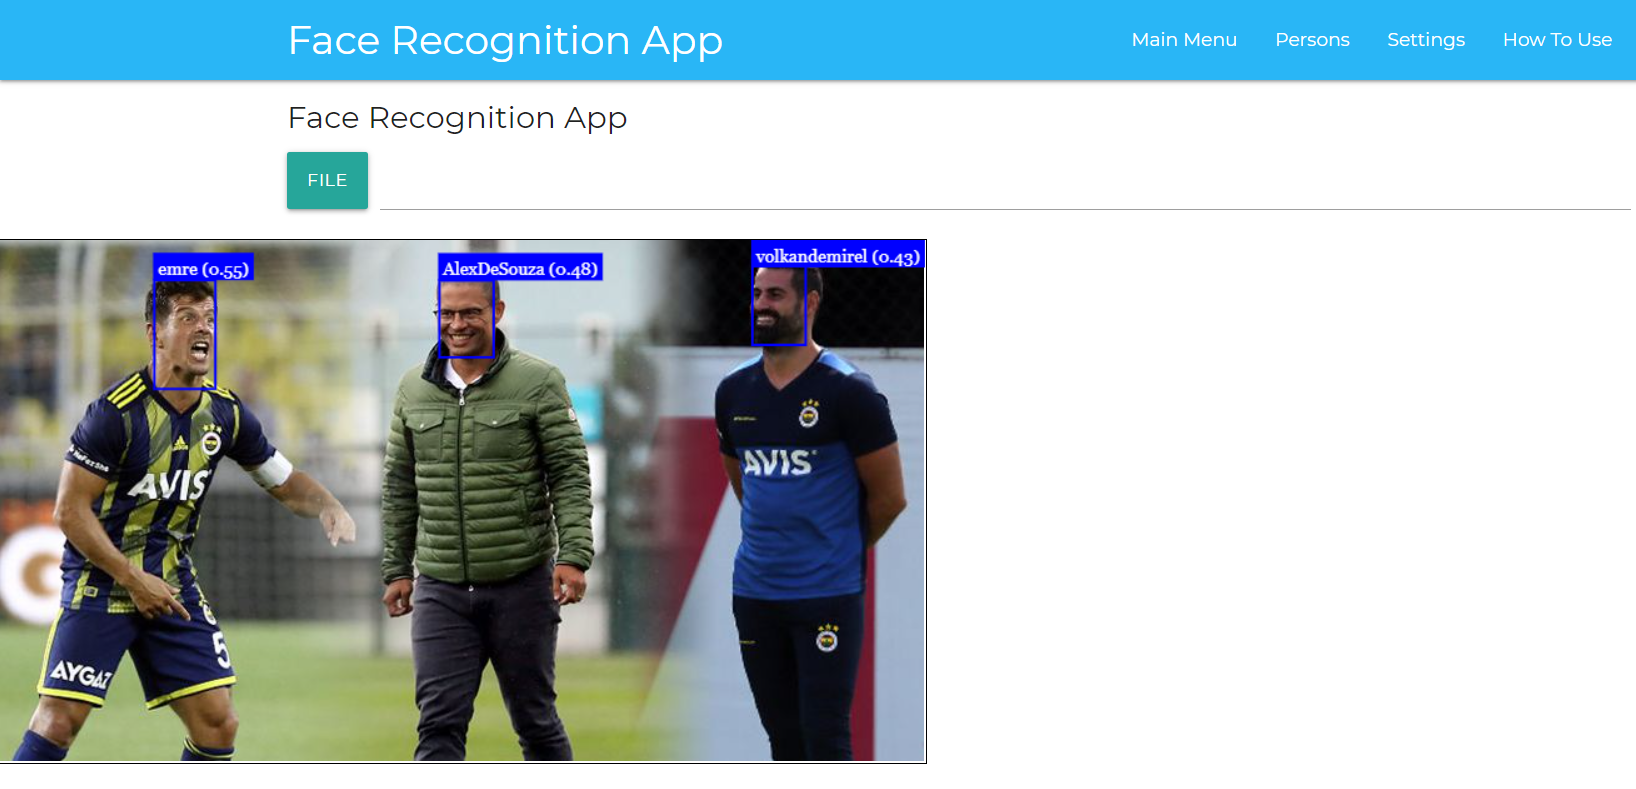 Face Recognition App
Main Menu
Persons
Settings
How To Use
Face Recognition App
FILE
emre (0.55)
AlexDeSouza (0.48)
volkandemirel (0.43)
AVIS
AVIS
5
AYGAZ